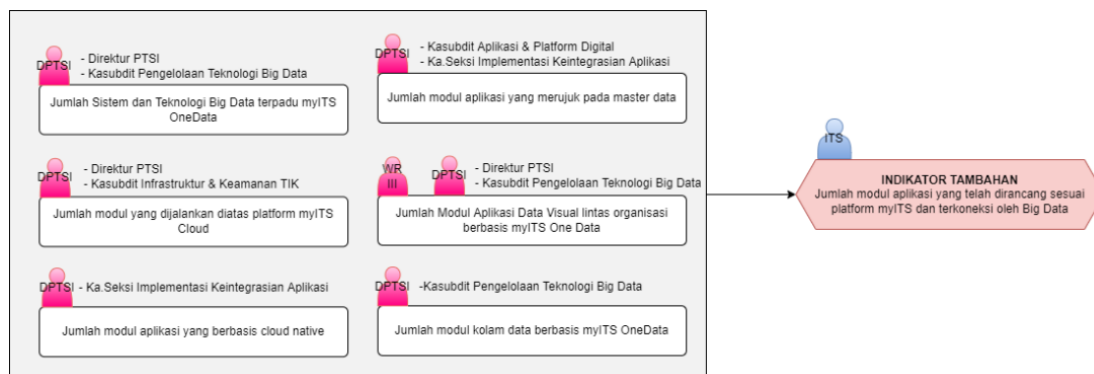 DPTSI
- Direktur PTSI
- Kasubdit Pengelolaan Teknologi Big Data
Jumlah Sistem dan Teknologi Big Data terpadu myITS
OneData
DPTSI
- Kasubdit Aplikasi & Platform Digital
- Ka.Seksi Implementasi Keintegrasian Aplikasi
Jumlah modul aplikasi yang merujuk pada master data
DPTSI
- Direktur PTSI
- Kasubdit Infrastruktur & Keamanan TIK
Jumlah modul yang dijalankan diatas platform myITS
Cloud
WR
III
DPTSI
- Direktur PTSI
- Kasubdit Pengelolaan Teknologi Big Data
Jumlah Modul Aplikasi Data Visual lintas organisasi
berbasis myITS One Data
DPTSI - Ka.Seksi Implementasi Keintegrasian Aplikasi
Jumlah modul aplikasi yang berbasis cloud native
DPTSI -Kasubdit Pengelolaan Teknologi Big Data
Jumlah modul kolam data berbasis myITS OneData
ITS
INDIKATOR TAMBAHAN
Jumlah modul aplikasi yang telah dirancang sesuai
platform myITS dan terkoneksi oleh Big Data